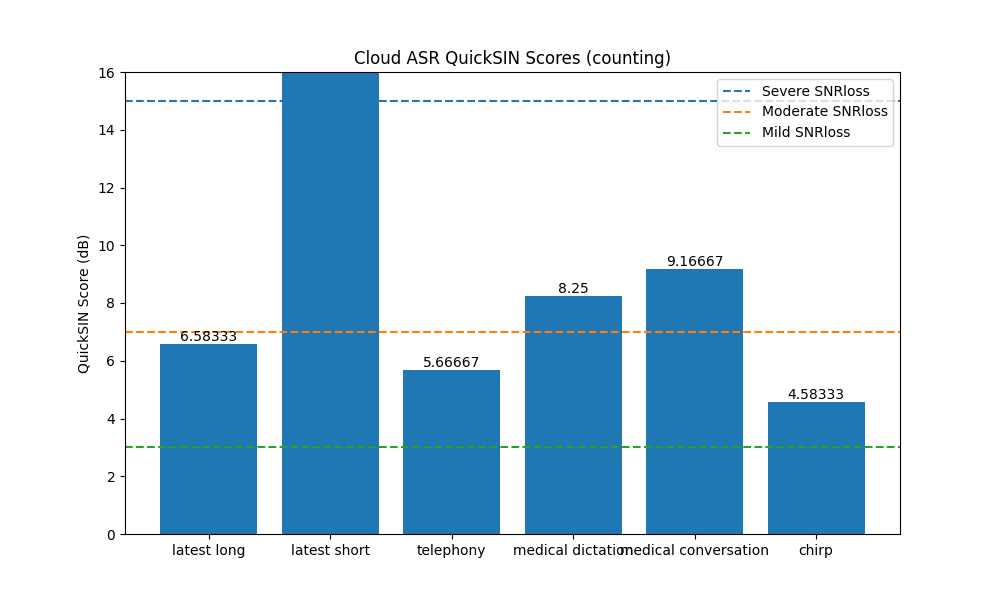 Cloud ASR QuickSIN Scores (counting)
QuickSIN Score (dB)
16
14
12
10
8
6
4
2
0
Severe SNRloss
Moderate SNRloss
Mild SNRloss
6.58333
5.66667
8.25
9.16667
4.58333
latest long
latest short
telephony
medical dictation
medical conversation
chirp